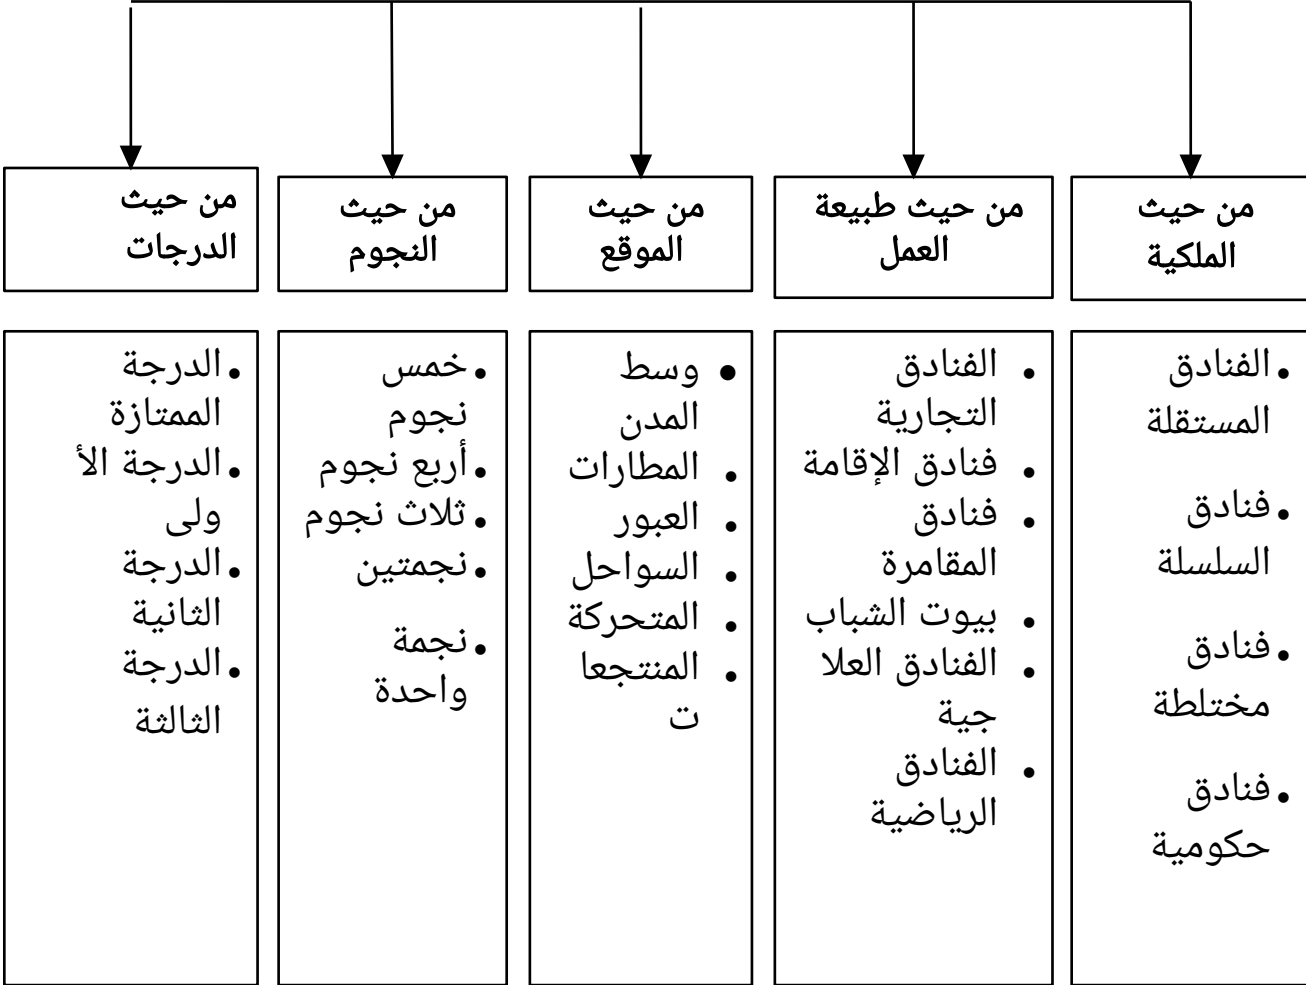 من حيث
الملكية
• الفنادق
المستقلة
• فنادق
السلسلة
• فنادق
مختلطة
• فنادق
حكومية
من حيث طبيعة
العمل
• الفنادق
التجارية
• فنادق الإقامة
• فنادق
المقامرة
• بيوت الشباب
• الفنادق العلا
جية
• الفنادق
الرياضية
من حيث
الموقع
• وسط
المدن
• المطارات
• العبور
• السواحل
• المتحركة
• المنتجعا
ت
من حيث
النجوم
• خمس
نجوم
• أربع نجوم
• ثلاث نجوم
• نجمتين
• نجمة
واحدة
من حيث
الدرجات
• الدرجة
الممتازة
• الدرجة الأ
ولى
• الدرجة
الثانية
• الدرجة
الثالثة